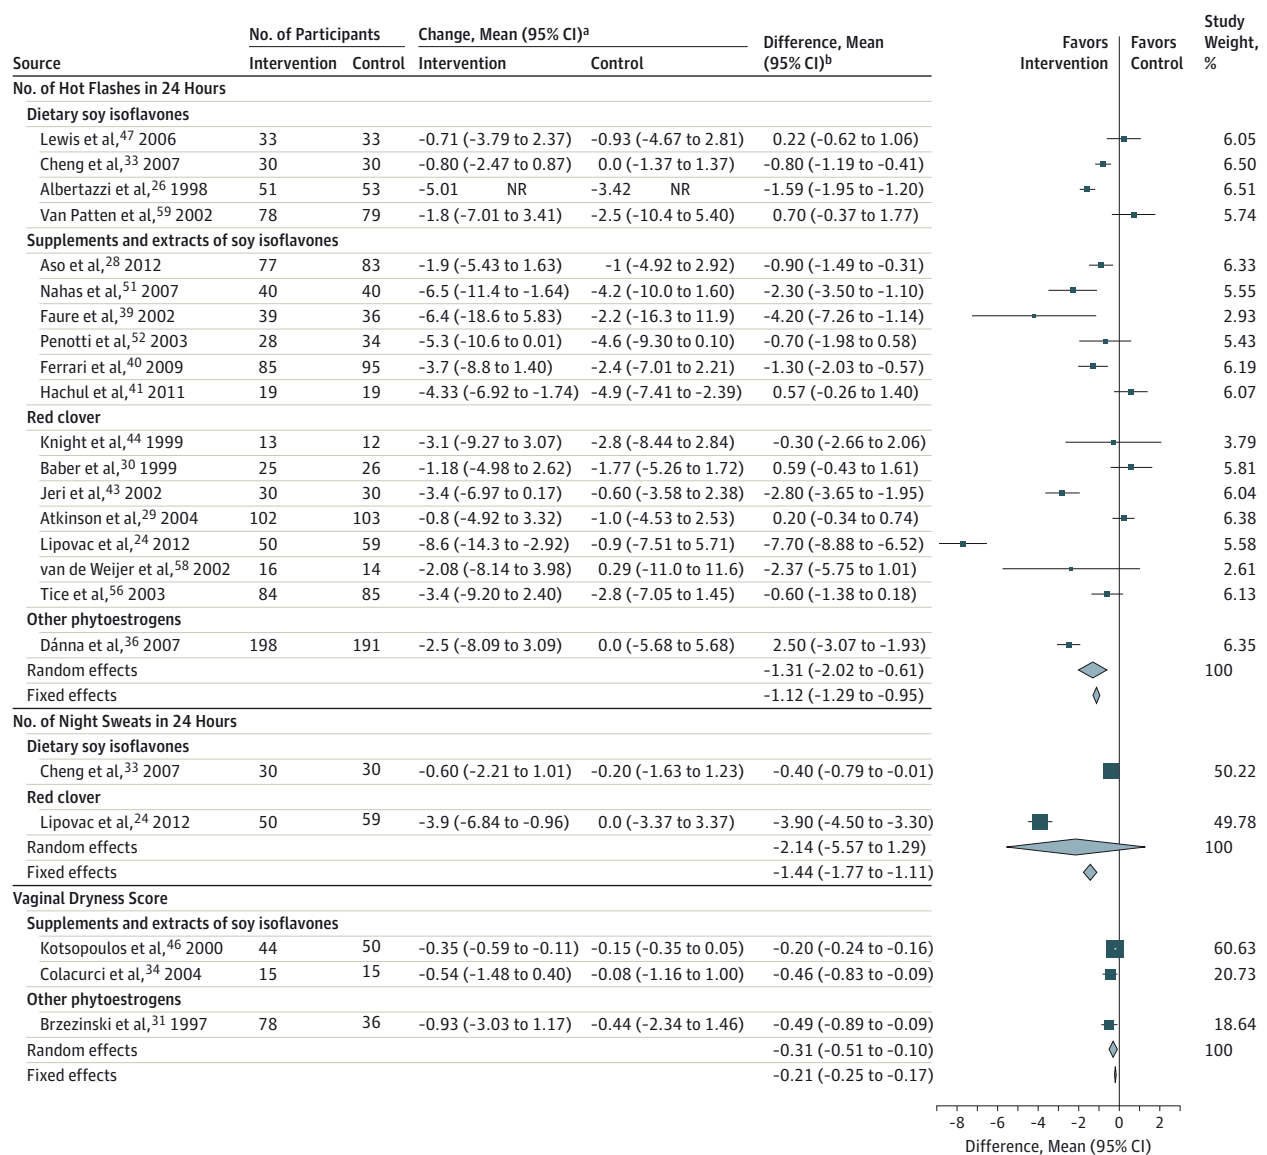 No. of Participants Change, Mean (95% CI)a Difference, Mean (95% CI)b Favors Intervention Favors Control Study Weight, %
Source Intervention Control Intervention Control
No. of Hot Flashes in 24 Hours
Dietary soy isoflavones
Lewis et al,47 2006 33 33 -0.71 (-3.79 to 2.37) -0.93 (-4.67 to 2.81) 0.22 (-0.62 to 1.06) 6.05
Cheng et al,33 2007 30 30 -0.80 (-2.47 to 0.87) 0.0 (-1.37 to 1.37) -0.80 (-1.19 to -0.41) 6.50
Albertazzi et al,26 1998 51 53 -5.01 NR -3.42 NR -1.59 (-1.95 to -1.20) 6.51
Van Patten et al,59 2002 78 79 -1.8 (-7.01 to 3.41) -2.5 (-10.4 to 5.40) 0.70 (-0.37 to 1.77) 5.74
Supplements and extracts of soy isoflavones
Aso et al,28 2012 77 83 -1.9 (-5.43 to 1.63) -1 (-4.92 to 2.92) -0.90 (-1.49 to -0.31) 6.33
Nahas et al,51 2007 40 40 -6.5 (-11.4 to -1.64) -4.2 (-10.0 to 1.60) -2.30 (-3.50 to -1.10) 5.55
Faure et al,39 2002 39 36 -6.4 (-18.6 to 5.83) -2.2 (-16.3 to 11.9) -4.20 (-7.26 to -1.14) 2.93
Penotti et al,52 2003 28 34 -5.3 (-10.6 to 0.01) -4.6 (-9.30 to 0.10) -0.70 (-1.98 to 0.58) 5.43
Ferrari et al,40 2009 85 95 -3.7 (-8.8 to 1.40) -2.4 (-7.01 to 2.21) -1.30 (-2.03 to -0.57) 6.19
Hachul et al,41 2011 19 19 -4.33 (-6.92 to -1.74) -4.9 (-7.41 to -2.39) 0.57 (-0.26 to 1.40) 6.07
Red clover
Knight et al,44 1999 13 12 -3.1 (-9.27 to 3.07) -2.8 (-8.44 to 2.84) -0.30 (-2.66 to 2.06) 3.79
Baber et al,30 1999 25 26 -1.18 (-4.98 to 2.62) -1.77 (-5.26 to 1.72) 0.59 (-0.43 to 1.61) 5.81
Jeri et al,43 2002 30 30 -3.4 (-6.97 to 0.17) -0.60 (-3.58 to 2.38) -2.80 (-3.65 to -1.95) 6.04
Atkinson et al,29 2004 102 103 -0.8 (-4.92 to 3.32) -1.0 (-4.53 to 2.53) 0.20 (-0.34 to 0.74) 6.38
Lipovac et al,24 2012 50 59 -8.6 (-14.3 to -2.92) -0.9 (-7.51 to 5.71) -7.70 (-8.88 to -6.52) 5.58
van de Weijer et al,58 2002 16 14 -2.08 (-8.14 to 3.98) 0.29 (-11.0 to 11.6) -2.37 (-5.75 to 1.01) 2.61
Tice et al,56 2003 84 85 -3.4 (-9.20 to 2.40) -2.8 (-7.05 to 1.45) -0.60 (-1.38 to 0.18) 6.13
Other phytoestrogens
Dánna et al,36 2007 198 191 -2.5 (-8.09 to 3.09) 0.0 (-5.68 to 5.68) 2.50 (-3.07 to -1.93) 6.35
Random effects -1.31 (-2.02 to -0.61) 100
Fixed effects -1.12 (-1.29 to -0.95)
No. of Night Sweats in 24 Hours
Dietary soy isoflavones
Cheng et al,33 2007 30 30 -0.60 (-2.21 to 1.01) -0.20 (-1.63 to 1.23) -0.40 (-0.79 to -0.01) 50.22
Red clover
Lipovac et al,24 2012 50 59 -3.9 (-6.84 to -0.96) 0.0 (-3.37 to 3.37) -3.90 (-4.50 to -3.30) 49.78
Random effects -2.14 (-5.57 to 1.29) 100
Fixed effects -1.44 (-1.77 to -1.11)
Vaginal Dryness Score
Supplements and extracts of soy isoflavones
Kotsopoulos et al,46 2000 44 50 -0.35 (-0.59 to -0.11) -0.15 (-0.35 to 0.05) -0.20 (-0.24 to -0.16) 60.63
Colacurci et al,34 2004 15 15 -0.54 (-1.48 to 0.40) -0.08 (-1.16 to 1.00) -0.46 (-0.83 to -0.09) 20.73
Other phytoestrogens
Brzezinski et al,31 1997 78 36 -0.93 (-3.03 to 1.17) -0.44 (-2.34 to 1.46) -0.49 (-0.89 to -0.09) 18.64
Random effects -0.31 (-0.51 to -0.10) 100
Fixed effects -0.21 (-0.25 to -0.17)
-8 -6 -4 -2 0 2
Difference, Mean (95% CI)